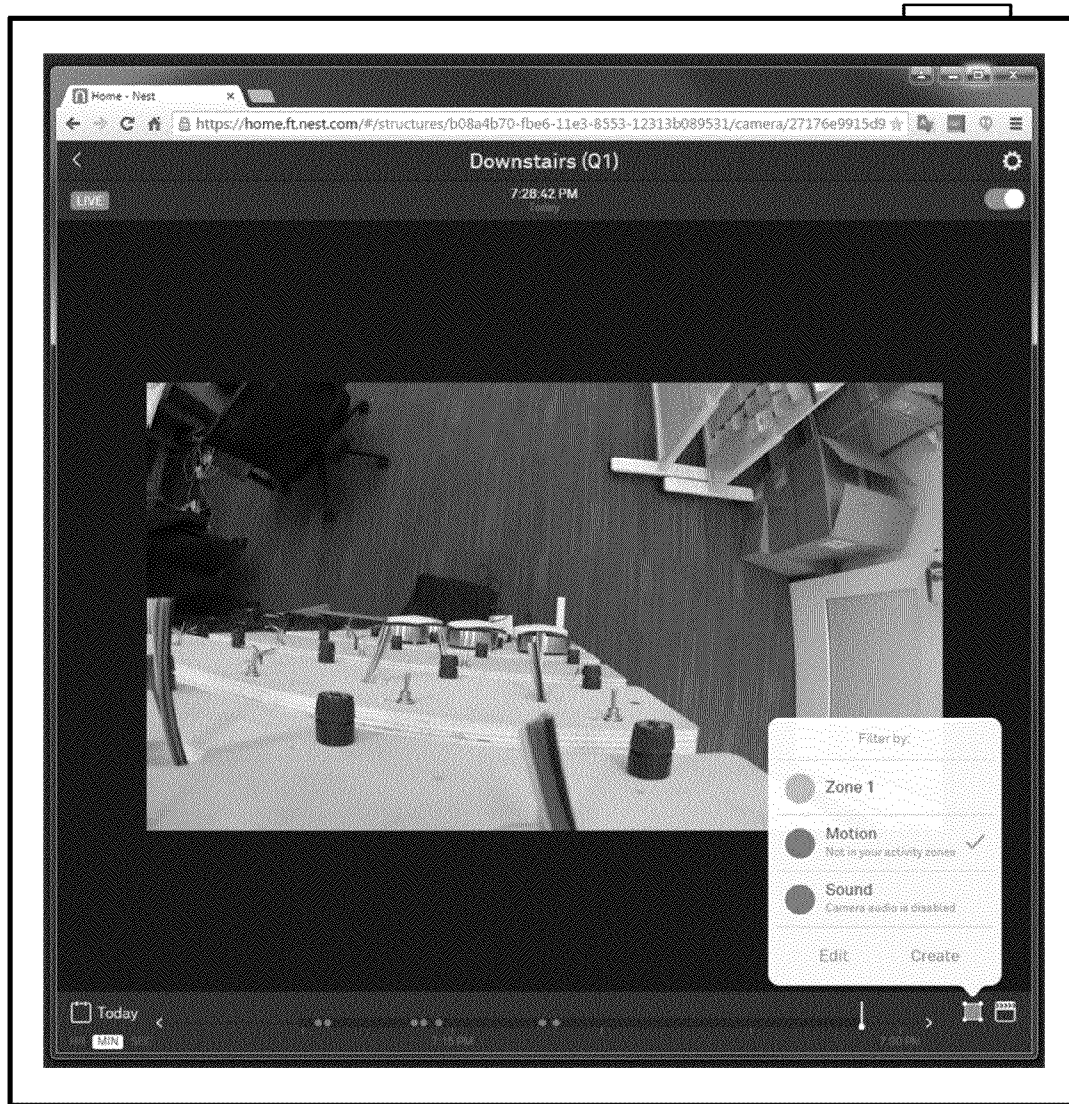 Home - Nest
https://home.ft.nest.com/#/structures/b08a4b70-fbe6-11e3-8553-12313b089531/camera/27176e9915d9
Downstairs (Q1)
LIVE
7:28:42 PM
Today
Filter by:
Zone 1
Motion
Not in your activity zones
Sound
Camera audio is disabled
Edit
Create
Today
MIN
7:15 PM